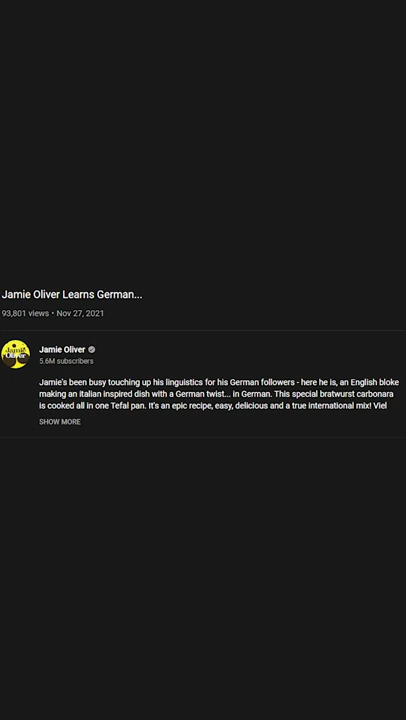 Jamie Oliver Learns German...
93,801 views • Nov 27, 2021
Jamie Oliver
Jamie Oliver
5.6M subscribers
Jamie's been busy touching up his linguistics for his German followers - here he is, an English bloke
making an italian inspired dish with a German twist... in German. This special bratwurst carbonara
is cooked all in one Tefal pan. It's an epic recipe, easy, delicious and a true international mix! Viel
SHOW MORE